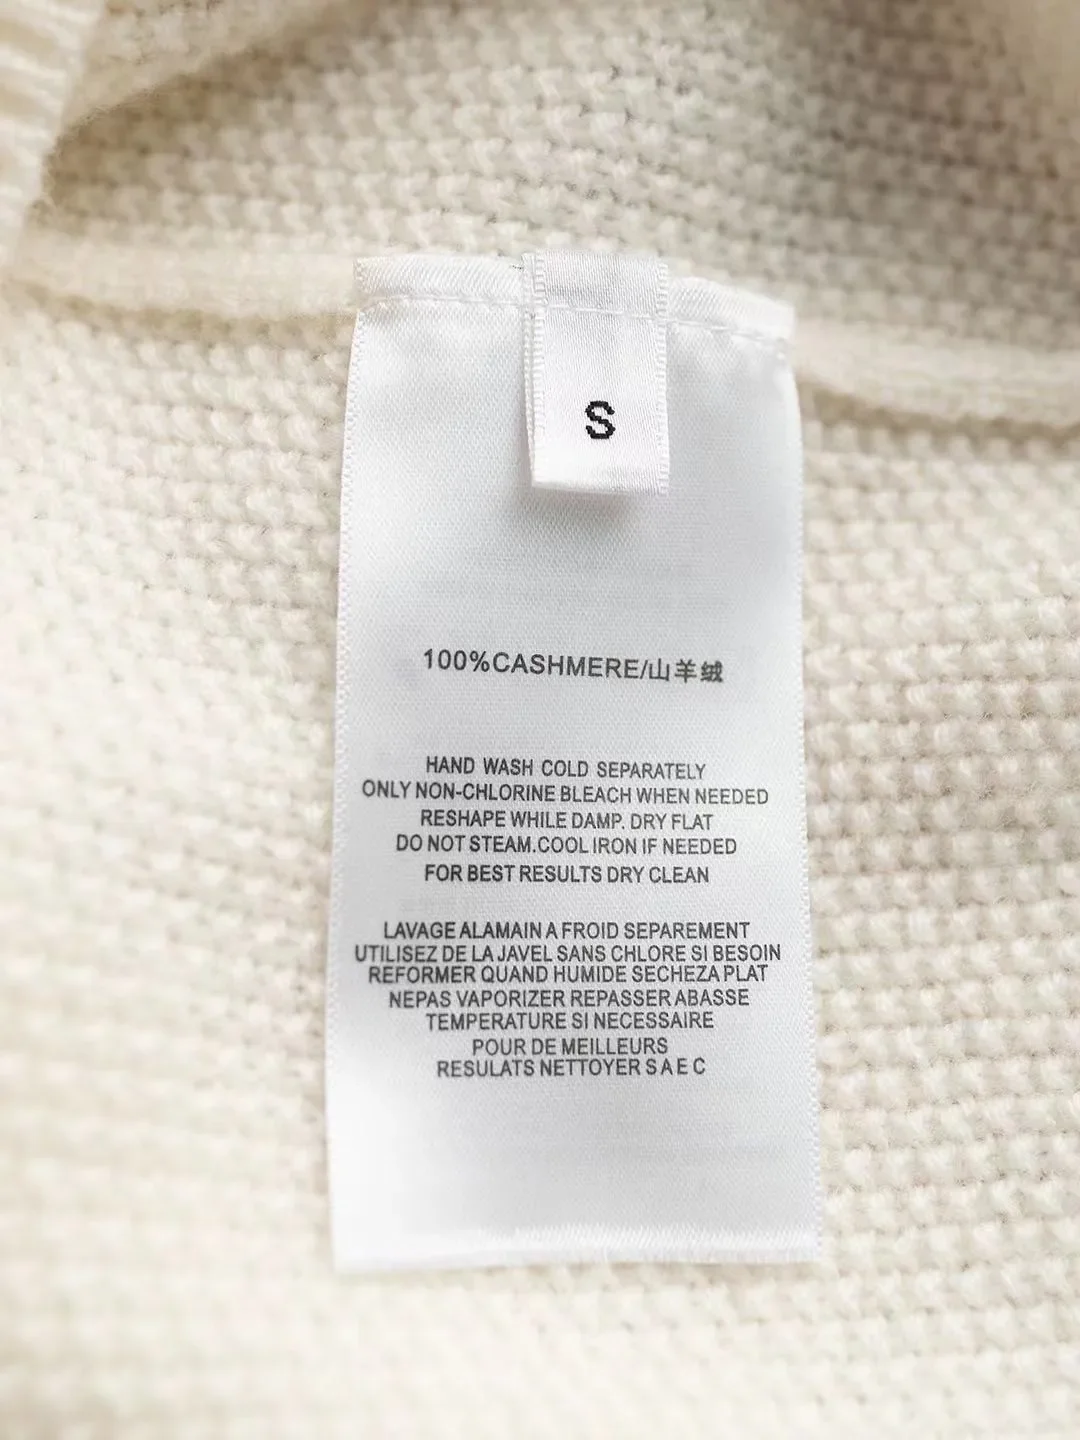 S
100%CASHMERE/山羊绒
HAND WASH COLD SEPARATELY
ONLY NON-CHLORINE BLEACH WHEN NEEDED
RESHAPE WHILE DAMP. DRY FLAT
DO NOT STEAM.COOL IRON IF NEEDED
FOR BEST RESULTS DRY CLEAN
LAVAGE ALAMAIN A FROID SEPAREMENT
UTILISEZ DE LA JAVEL SANS CHLORE SI BESOIN
REFORMER QUAND HUMIDE SECHEZA PLAT
NEPAS VAPORIZER REPASSER ABASSE
TEMPERATURE SI NECESSAIRE
POUR DE MEILLEURS
RESULATS NETTOYER S A E C